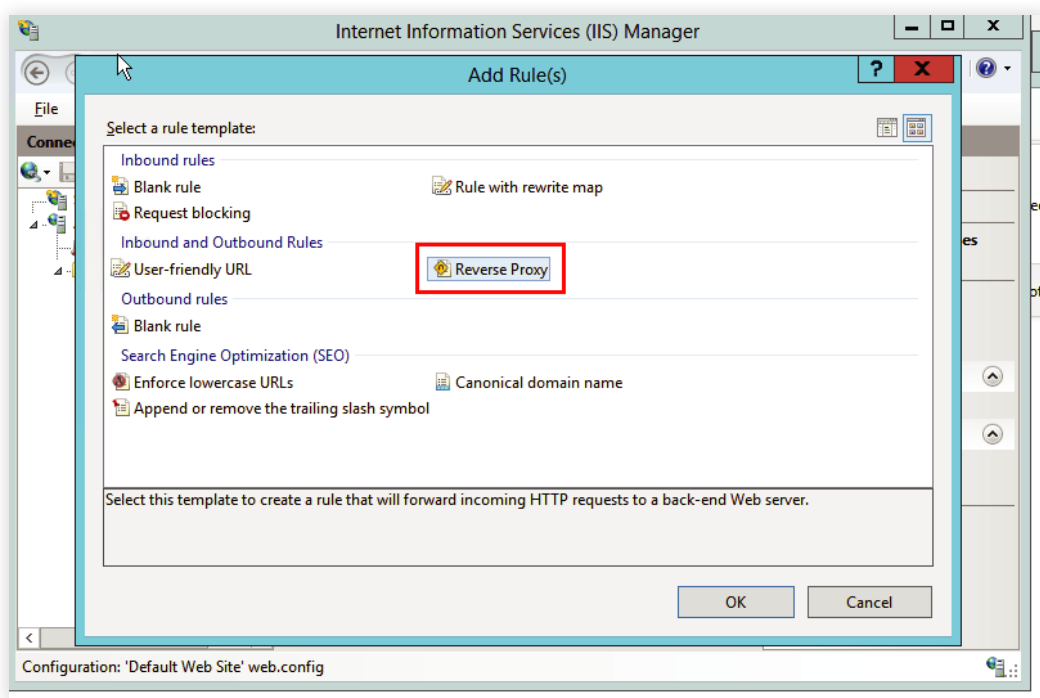 Internet Information Services (IIS) Manager
Add Rule(s)
?
X
File
Conne
Select a rule template:
Inbound rules
Blank rule
Rule with rewrite map
Request blocking
Inbound and Outbound Rules
es
User-friendly URL
Reverse Proxy
Outbound rules
Blank rule
Search Engine Optimization (SEO)
Enforce lowercase URLs
Canonical domain name
Append or remove the trailing slash symbol
Select this template to create a rule that will forward incoming HTTP requests to a back-end Web server.
OK
Cancel
Configuration: 'Default Web Site' web.config